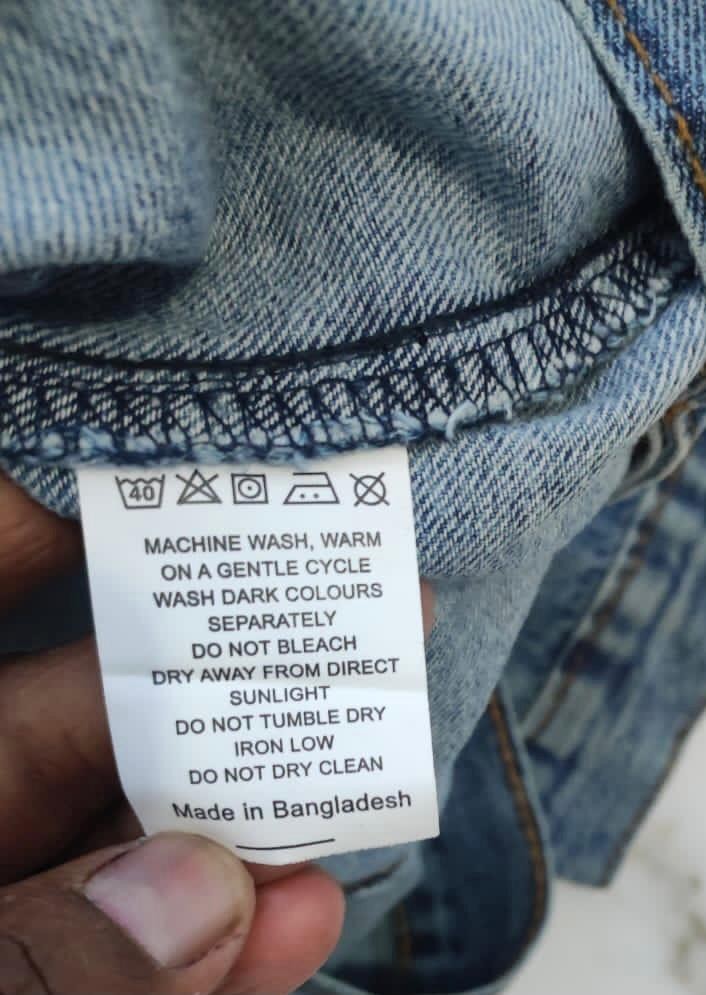 40
MACHINE WASH, WARM
ON A GENTLE CYCLE
WASH DARK COLOURS
SEPARATELY
DO NOT BLEACH
DRY AWAY FROM DIRECT
SUNLIGHT
DO NOT TUMBLE DRY
IRON LOW
DO NOT DRY CLEAN
Made in Bangladesh